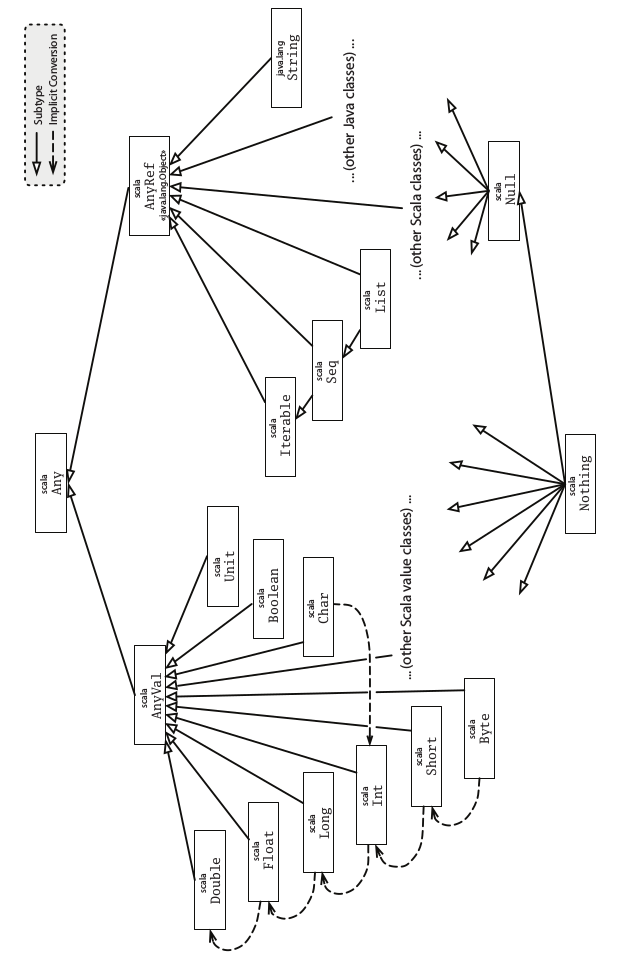 Subtype
Implicit Conversion
scala
Any
scala
AnyVal
scala
AnyRef
«java.lang.Object»
scala
Double
scala
Float
scala
Long
scala
Int
scala
Short
scala
Byte
scala
Char
scala
Boolean
scala
Unit
... (other Scala value classes) ...
scala
Iterable
scala
Seq
scala
List
... (other Scala classes) ...
... (other Java classes) ...
java.lang
String
scala
Null
scala
Nothing